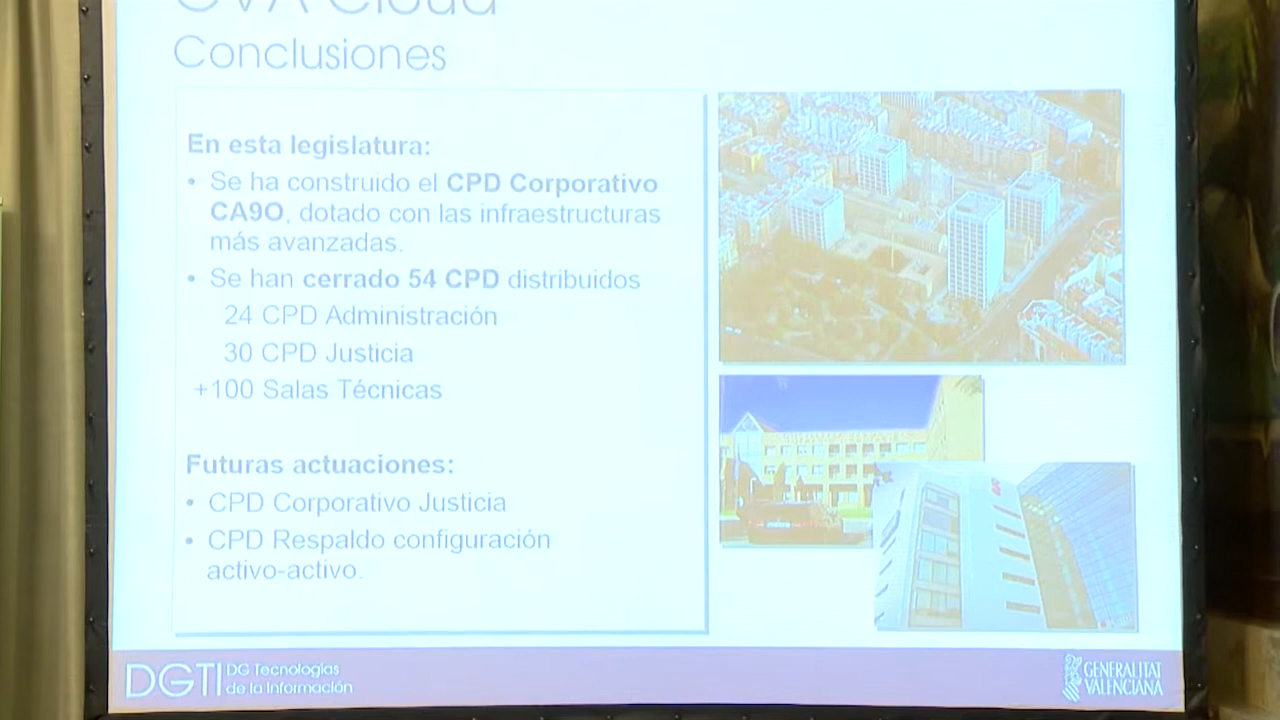 GVA Cloud
Conclusiones
En esta legislatura:
• Se ha construido el CPD Corporativo
CA9O, dotado con las infraestructuras
más avanzadas.
• Se han cerrado 54 CPD distribuidos
24 CPD Administración
30 CPD Justicia
+100 Salas Técnicas
Futuras actuaciones:
• CPD Corporativo Justicia
• CPD Respaldo configuración
activo-activo.
DGTI DG Tecnologías
de la Información
GENERALITAT
VALENCIANA